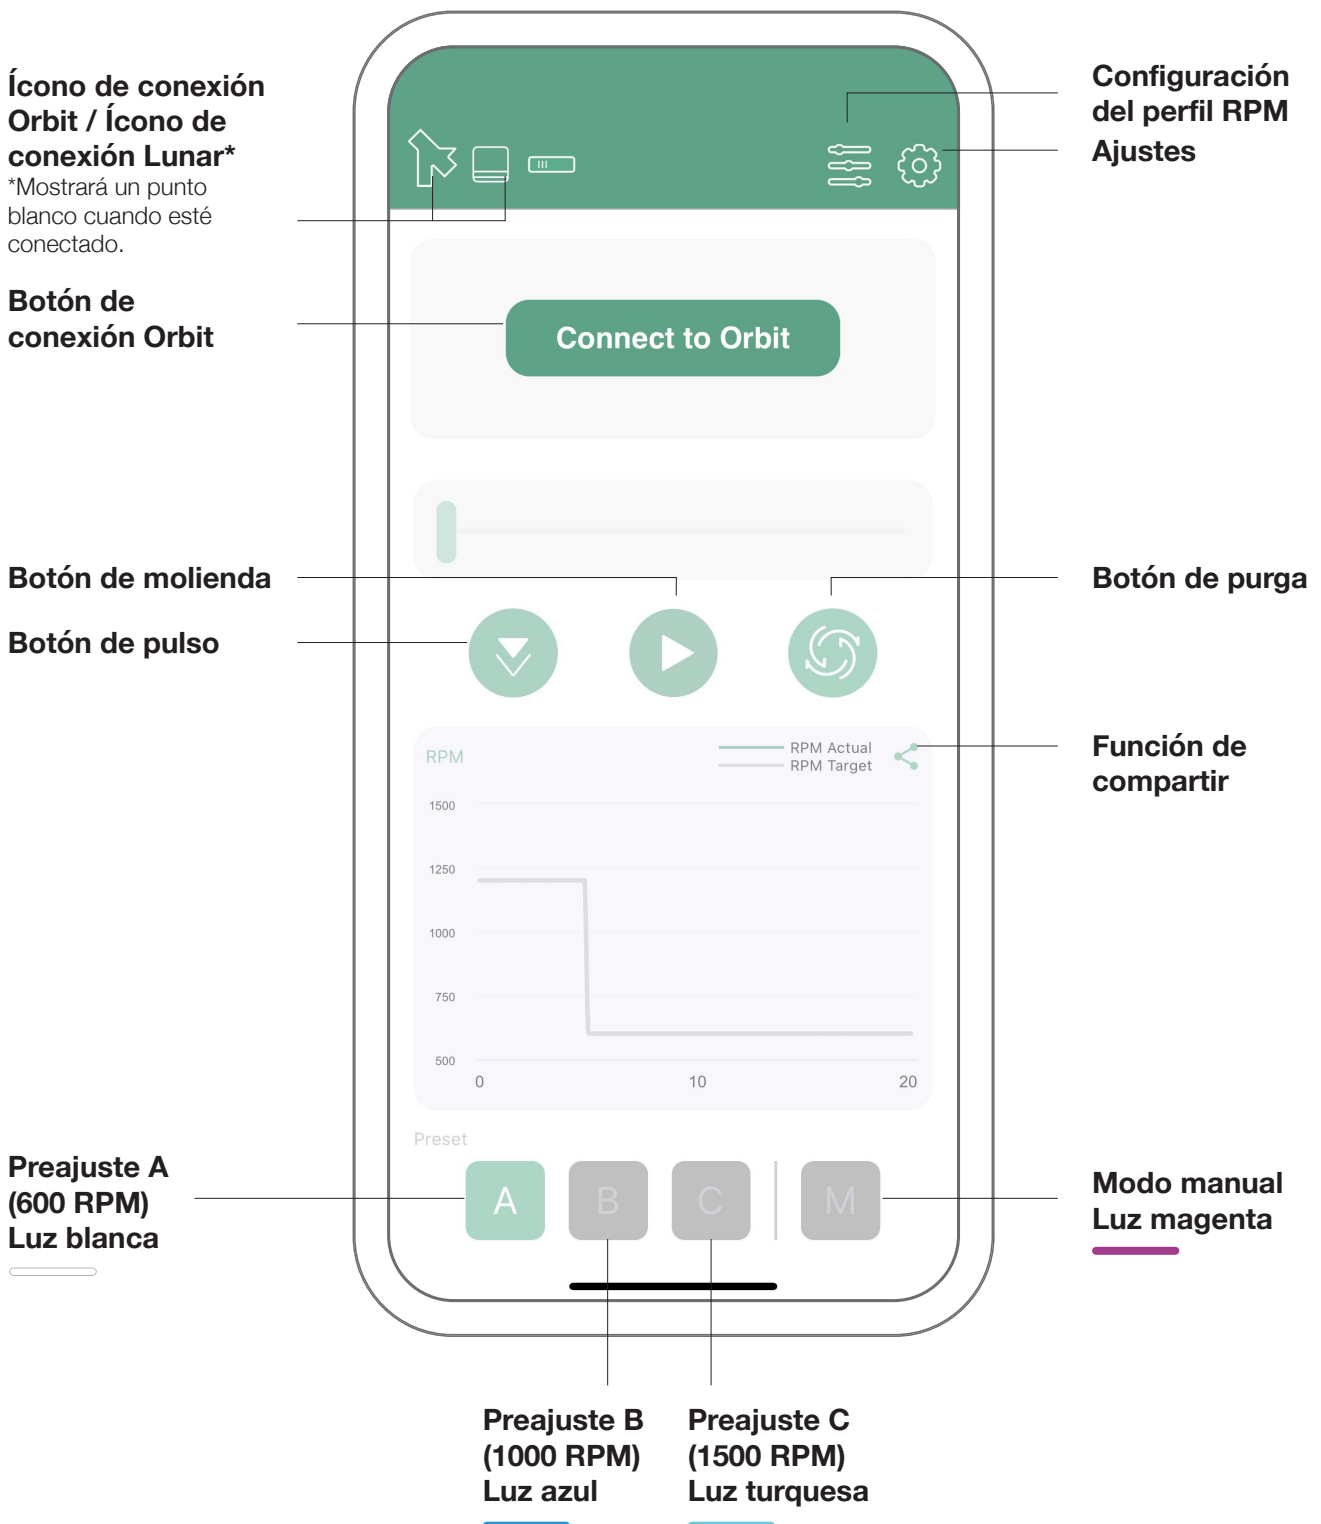 Ícono de conexión
Orbit / Ícono de
conexión Lunar*
*Mostrará un punto
blanco cuando esté
conectado.
Configuración
del perfil RPM
Ajustes
Botón de
conexión Orbit
Connect to Orbit
Botón de molienda
Botón de purga
Botón de pulso
RPM
RPM Actual
RPM Target
Función de
compartir
1500
1250
1000
750
500
0 10 20
Preset
A B C M
Preajuste A
(600 RPM)
Luz blanca
Modo manual
Luz magenta
Preajuste B
(1000 RPM)
Luz azul
Preajuste C
(1500 RPM)
Luz turquesa